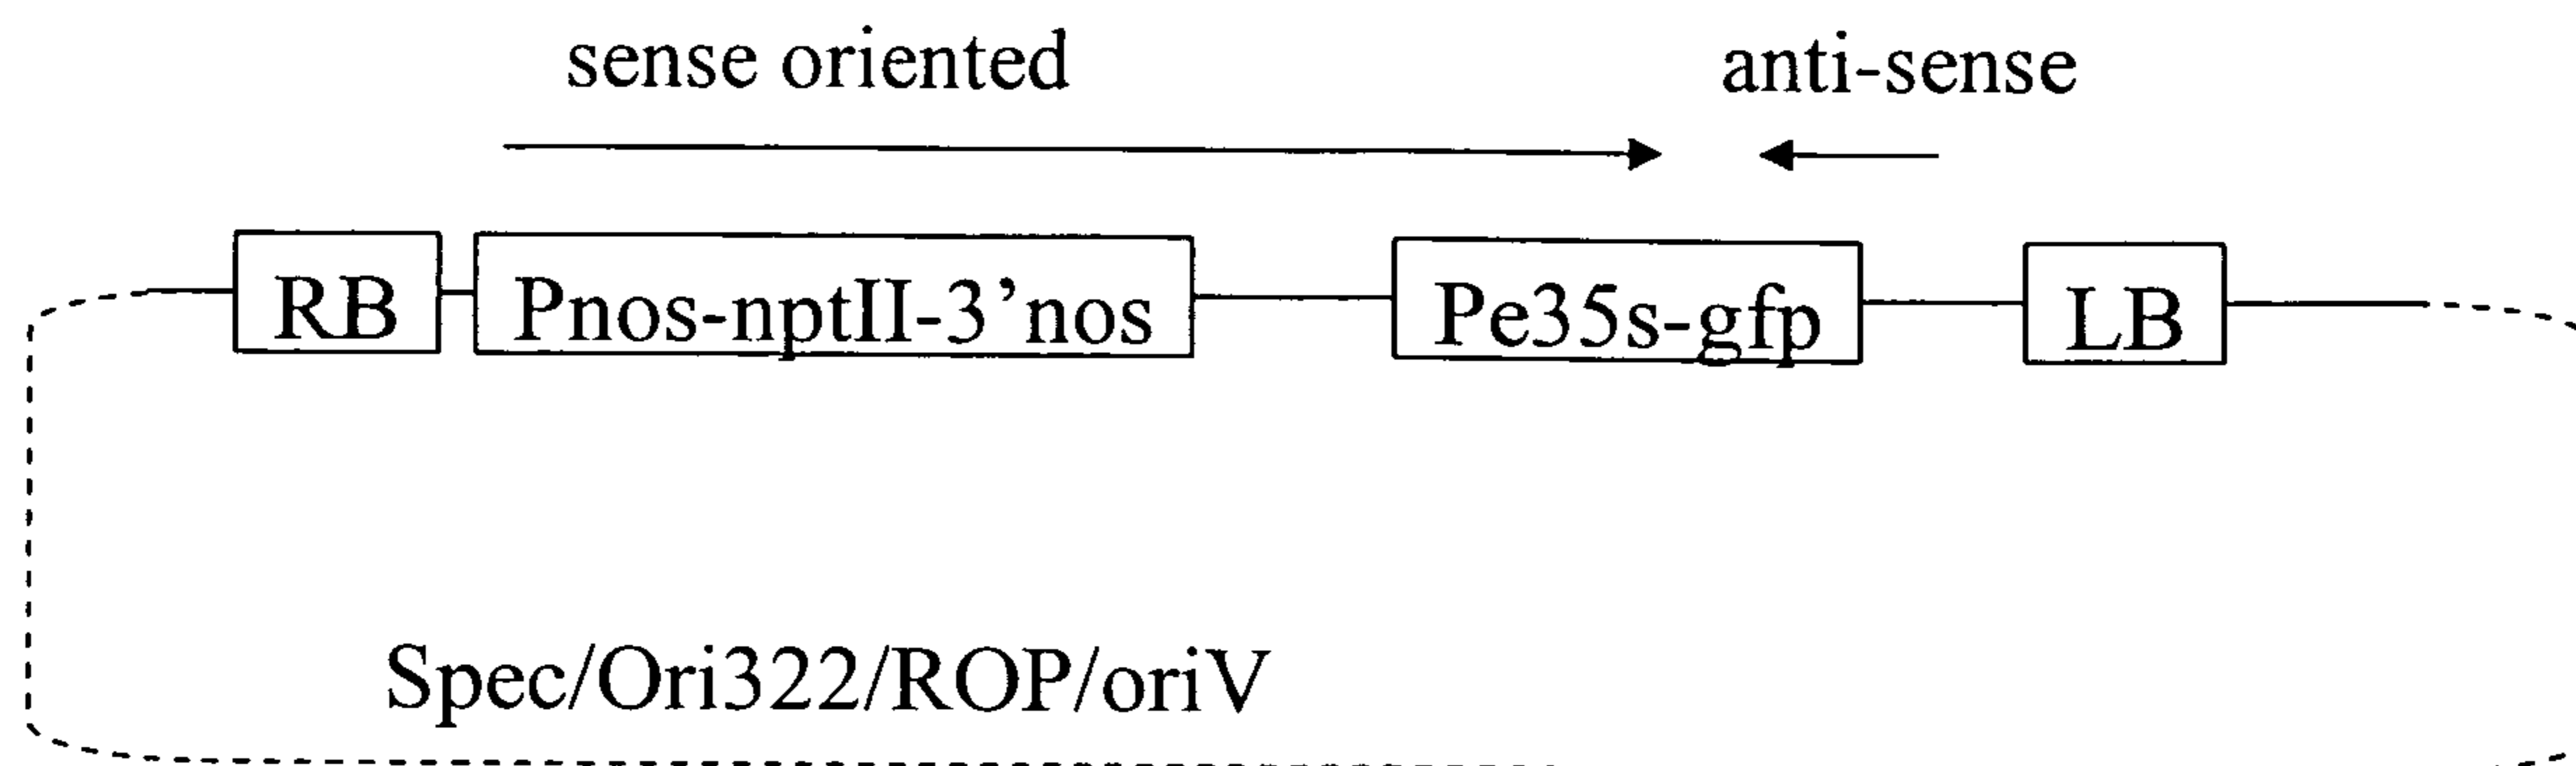 sense oriented anti-sense
RB Pnos-nptII-3’nos Pe35s-gfp LB
Spec/Ori322/ROP/oriV